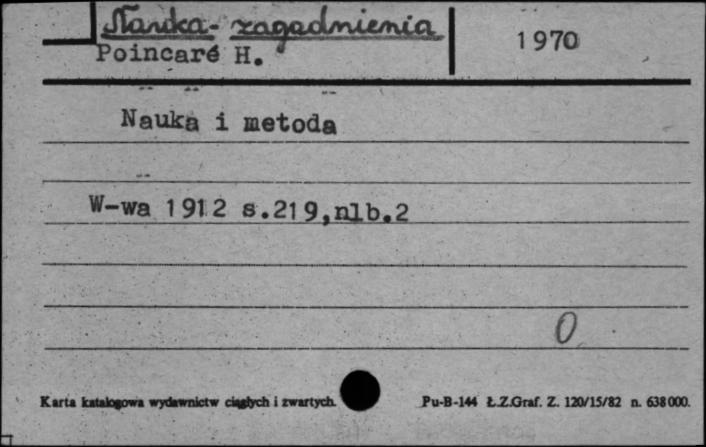 Nauka - zagadnienia
Poincaré H.
1970
Nauka i metoda
W-wa 1912 s.219,nlb.2
0
Karta katalogowa wydawnictw ciągłych i zwartych.
Pu-B-144 Ł.Z.Graf. Z. 120/15/82 n. 638000.